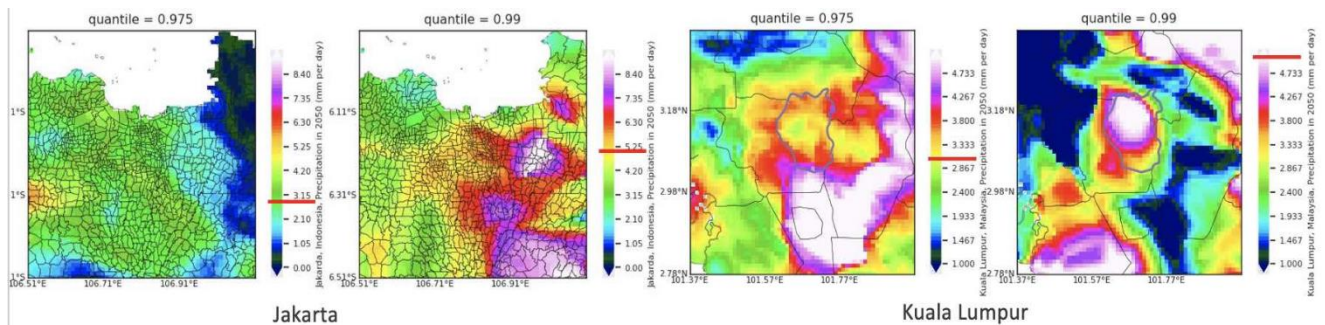 quantile = 0.975
quantile = 0.99
quantile = 0.975
quantile = 0.99
8.40
7.35
6.30
5.25
4.20
3.15
2.10
1.05
0.00
Jakarda, Indonesia, Precipitation in 2050 (mm per day)
1°S
1°S
1°S
106.51°E
106.71°E
106.91°E
8.40
7.35
6.30
5.25
4.20
3.15
2.10
1.05
0.00
Jakarda, Indonesia, Precipitation in 2050 (mm per day)
6.11°S
6.31°S
6.51°S
106.51°E
106.71°E
106.91°E
4.733
4.267
3.800
3.333
2.867
2.400
1.933
1.467
1.000
Kuala Lumpur, Malaysia, Precipitation in 2050 (mm per day)
3.18°N
2.98°N
2.78°N
101.37°E
101.57°E
101.77°E
4.733
4.267
3.800
3.333
2.867
2.400
1.933
1.467
1.000
Kuala Lumpur, Malaysia, Precipitation in 2050 (mm per day)
3.18°N
2.98°N
2.78°N
101.37°E
101.57°E
101.77°E
Jakarta
Kuala Lumpur